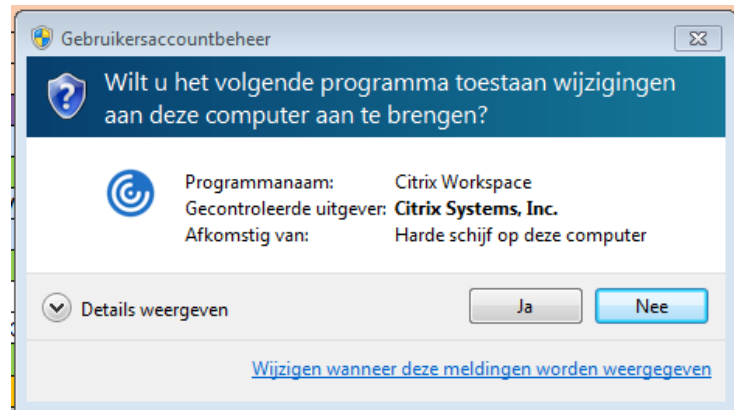 Gebruikersaccountbeheer
Wilt u het volgende programma toestaan wijzigingen
aan deze computer aan te brengen?
Programmanaam: Citrix Workspace
Gecontroleerde uitgever: Citrix Systems, Inc.
Afkomstig van: Harde schijf op deze computer
Details weergeven Ja Nee
Wijzigen wanneer deze meldingen worden weergegeven